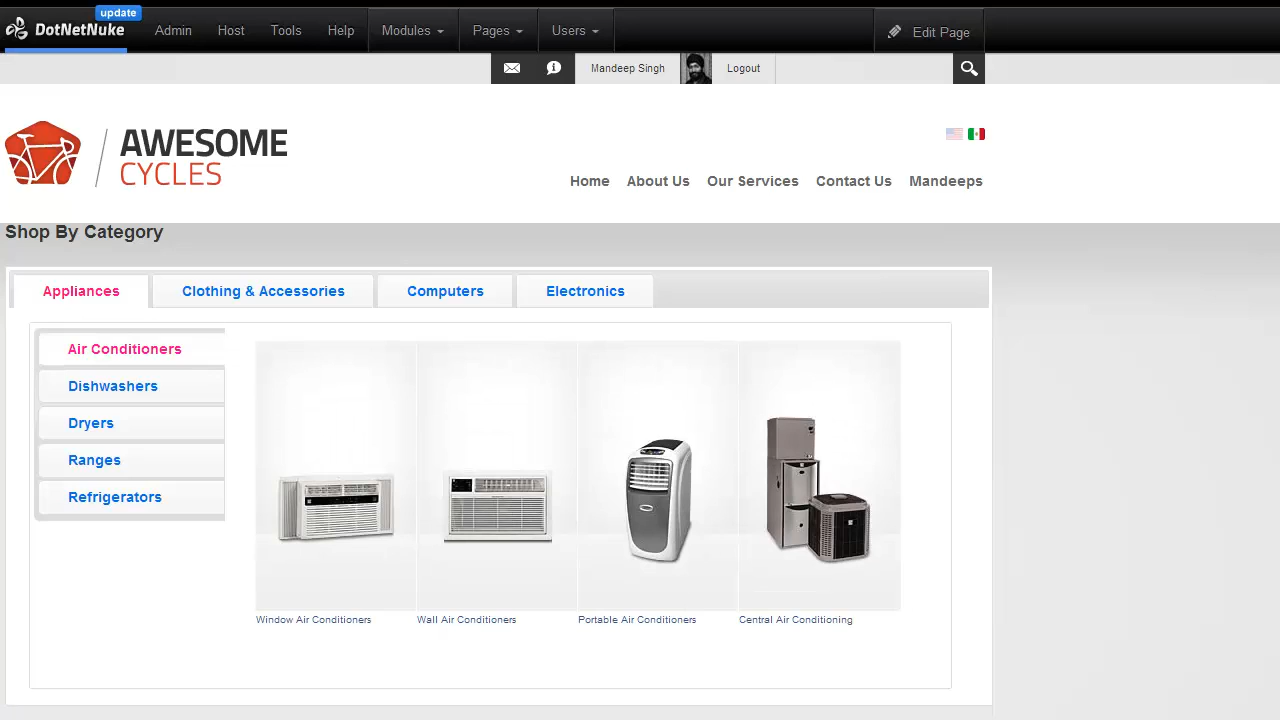 update
DotNetNuke Admin Host Tools Help Modules Pages Users Edit Page
Mandeep Singh Logout
AWESOME
CYCLES
Home About Us Our Services Contact Us Mandeeps
Shop By Category
Appliances Clothing & Accessories Computers Electronics
Air Conditioners
Dishwashers
Dryers
Ranges
Refrigerators
Window Air Conditioners Wall Air Conditioners Portable Air Conditioners Central Air Conditioning